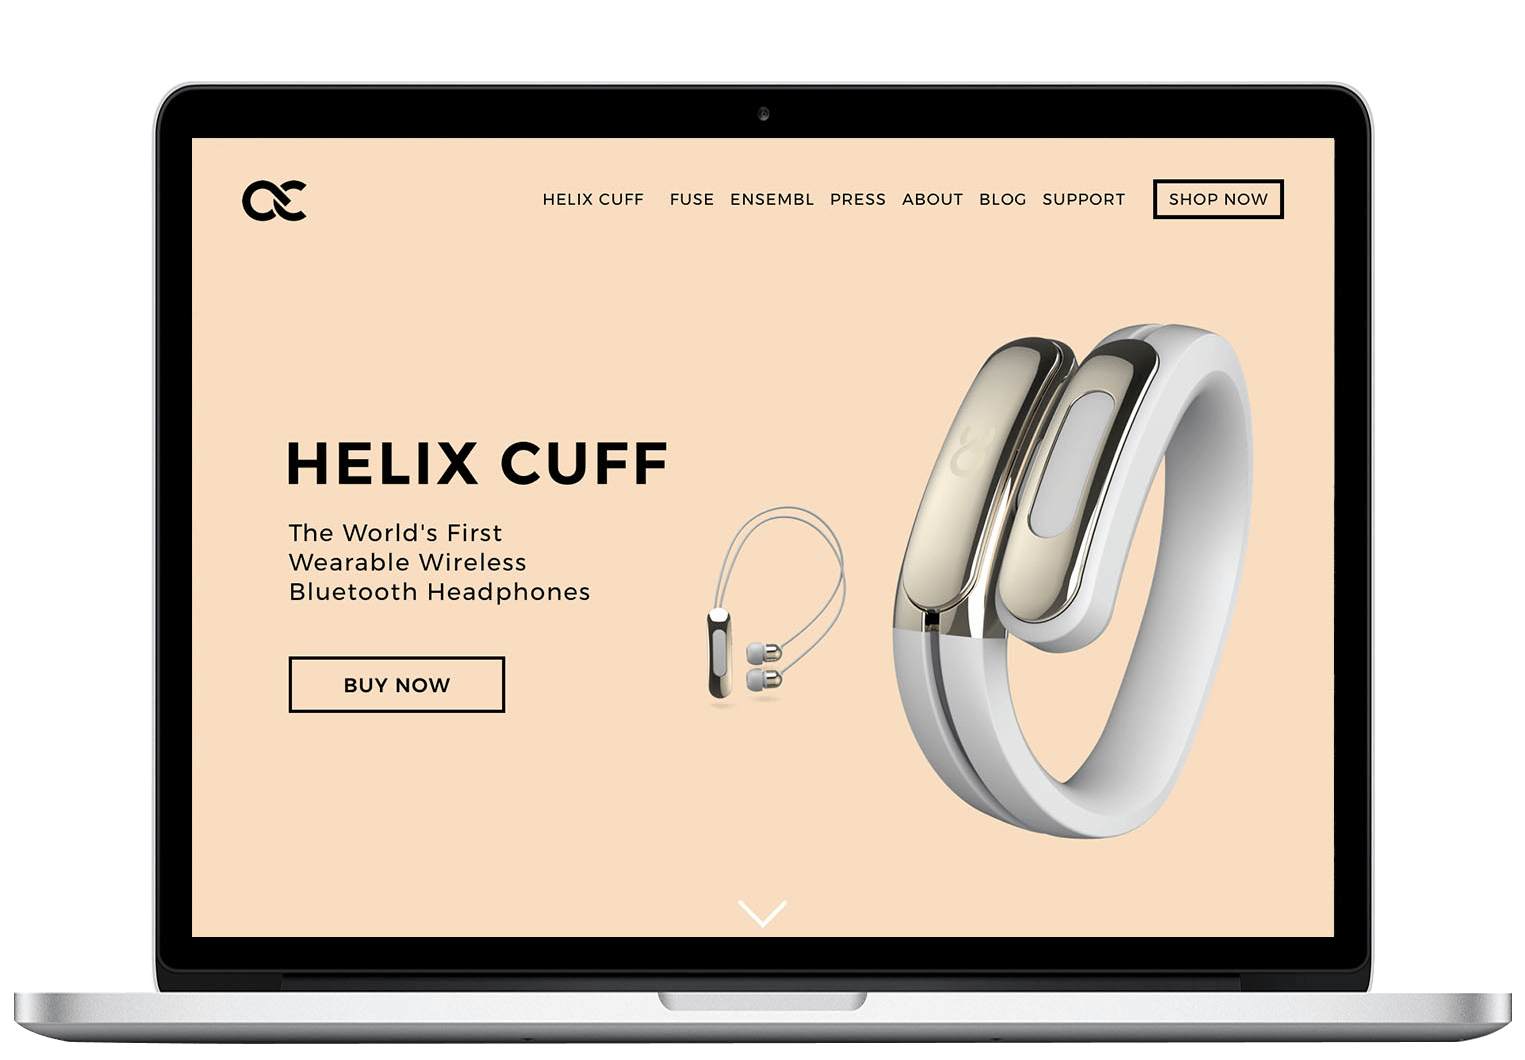 HELIX CUFF FUSE ENSEMBL PRESS ABOUT BLOG SUPPORT SHOP NOW
HELIX CUFF
The World's First
Wearable Wireless
Bluetooth Headphones
BUY NOW